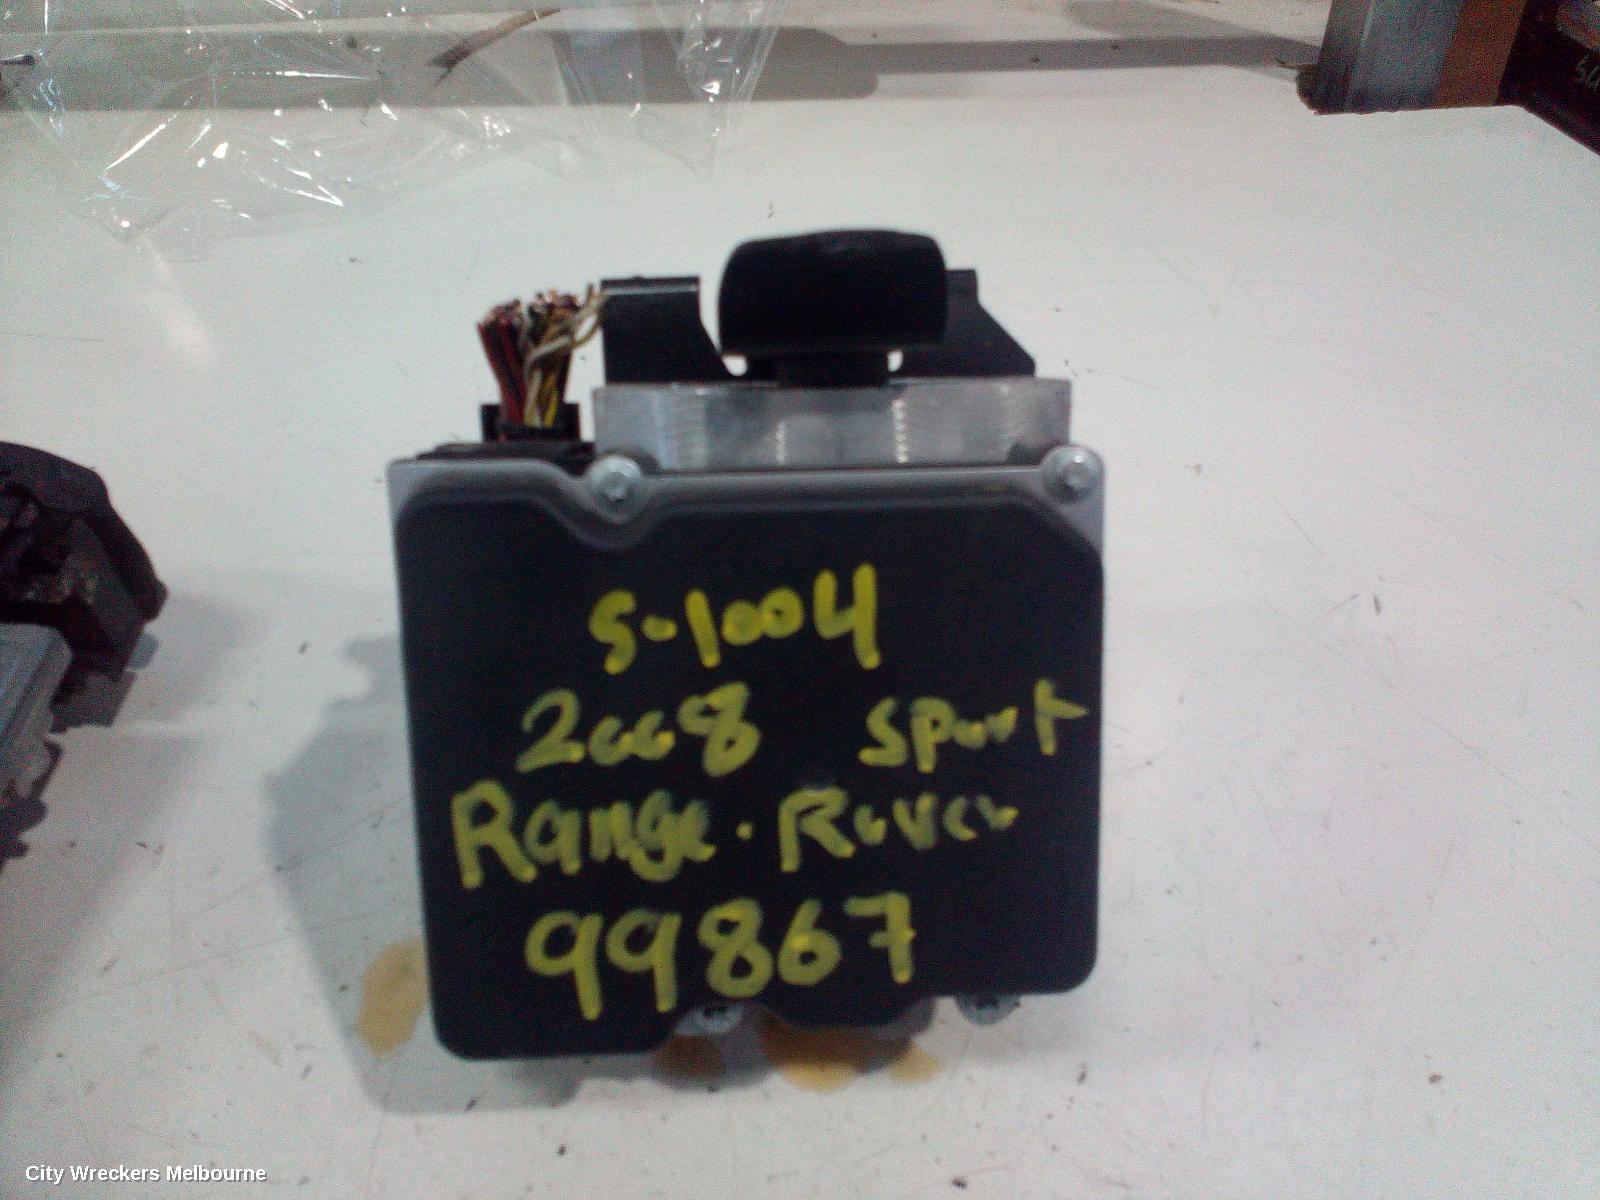 S-1004
2008 Sport
Range. Rover
99867
City Wreckers Melbourne